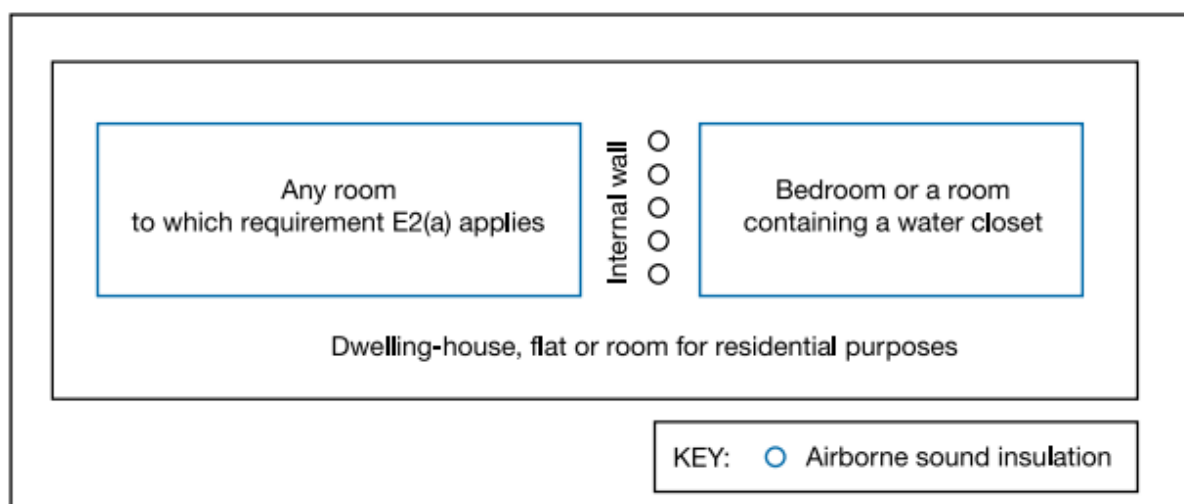 Any room
to which requirement E2(a) applies
Internal wall
Bedroom or a room
containing a water closet
Dwelling-house, flat or room for residential purposes
KEY: Airborne sound insulation